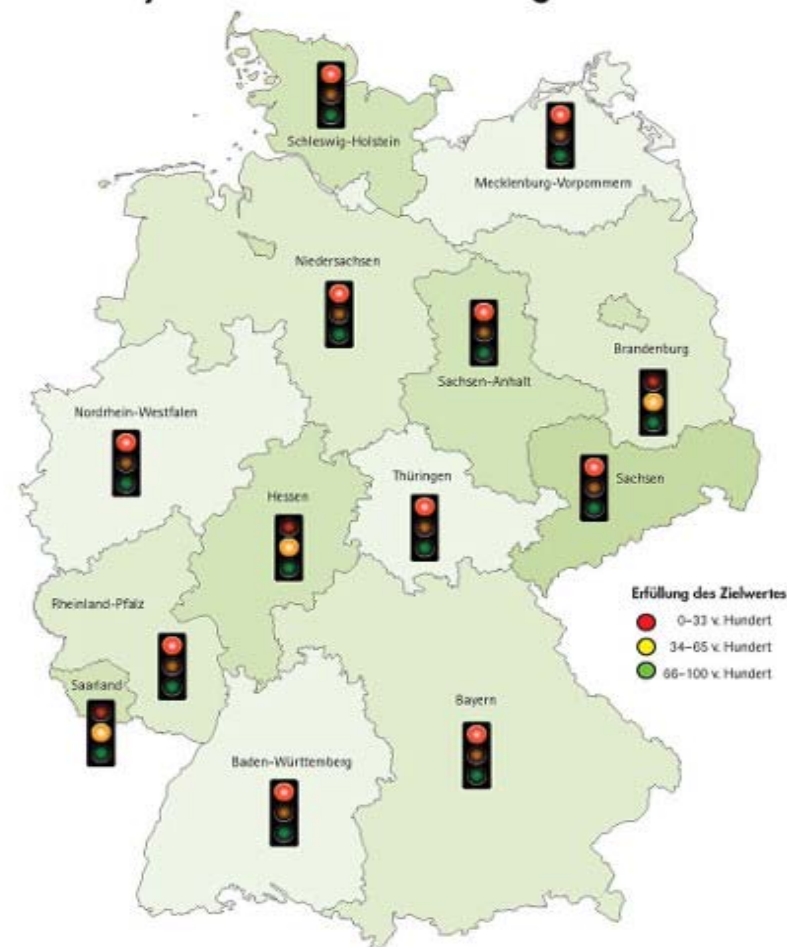 Schleswig-Holstein
Mecklenburg-Vorpommern
Niedersachsen
Brandenburg
Sachsen-Anhalt
Nordrhein-Westfalen
Thüringen
Sachsen
Hessen
Erfüllung des Zielwertes
0-33 v. Hundert
34-65 v. Hundert
66-100 v. Hundert
Rheinland-Pfalz
Saarland
Bayern
Baden-Württemberg